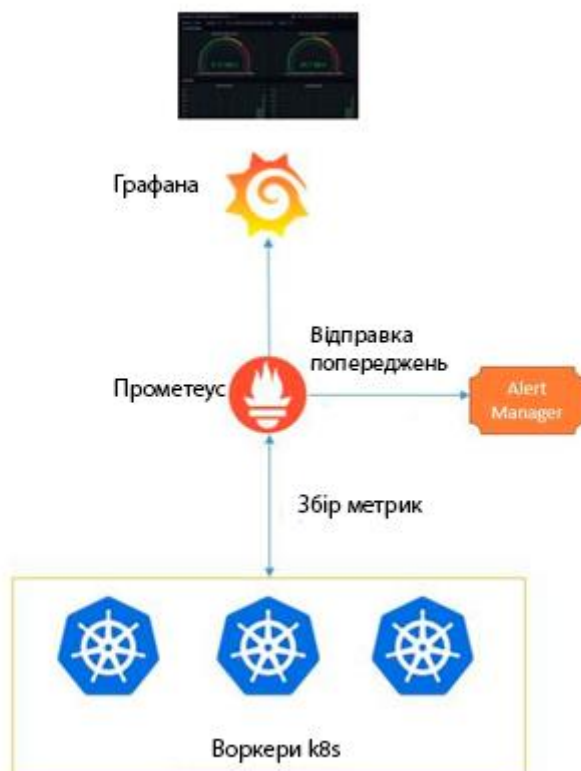 Графана
Відправка
попереджень
Прометеус
Alert
Manager
Збір метрик
Воркери k8s